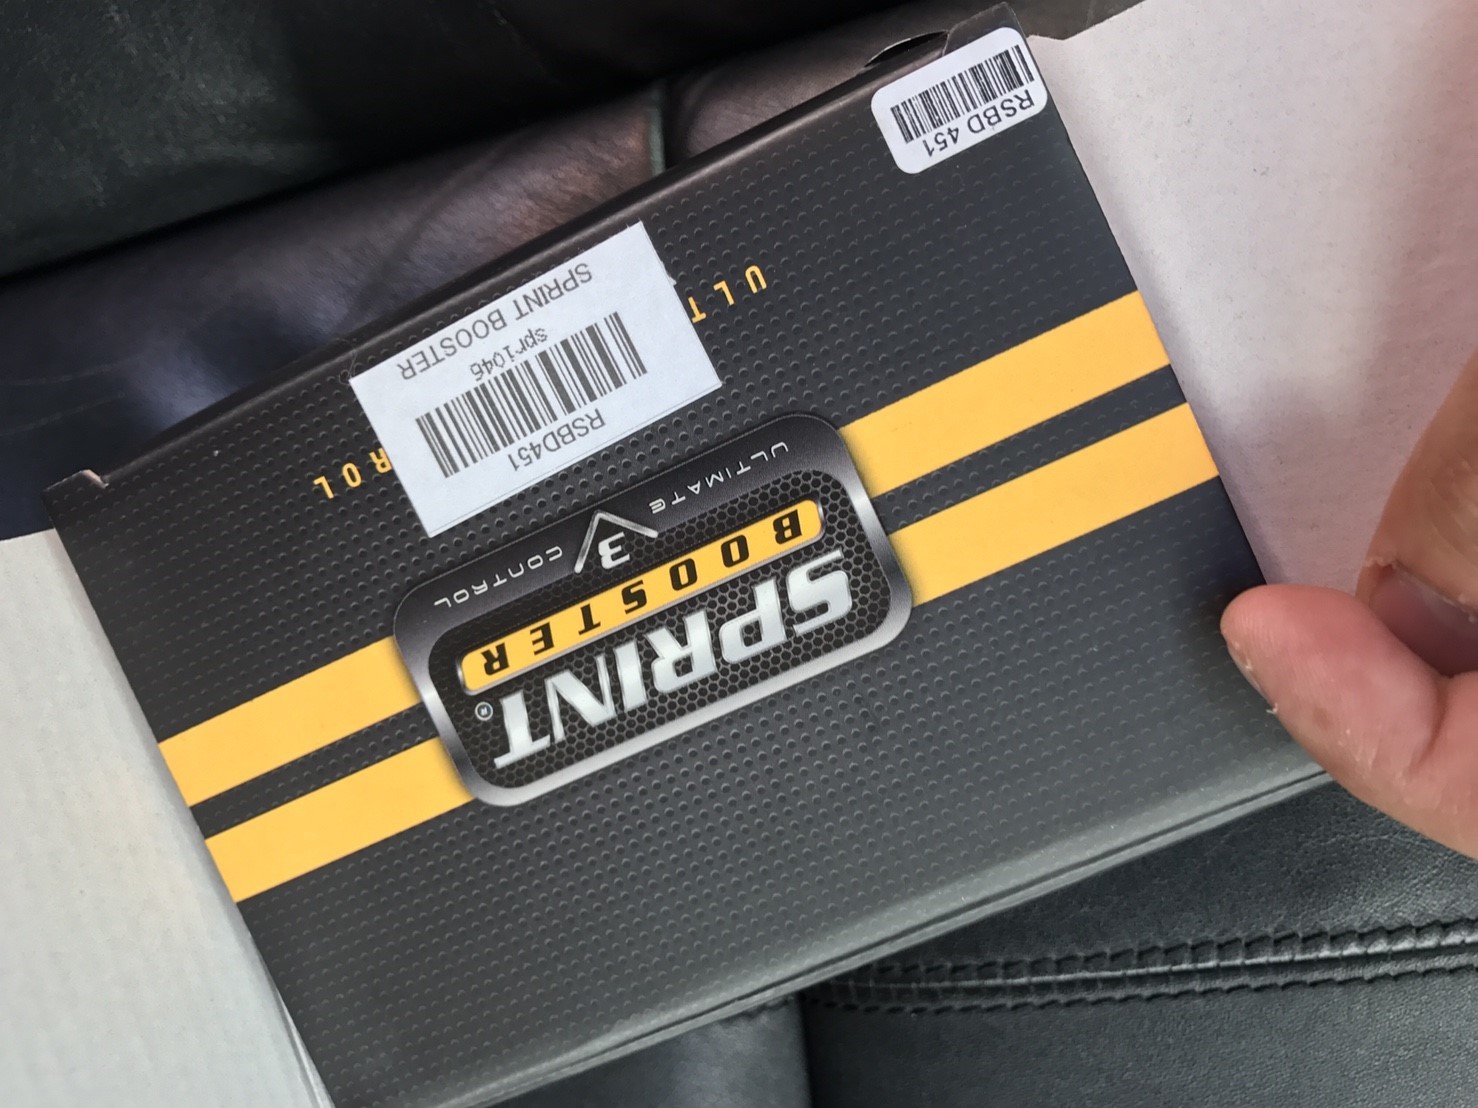 SPRINT®
BOOSTER
ULTIMATE 3 CONTROL
RSBD451
spr1046
SPRINT BOOSTER
ULT ROL
RSBD 451